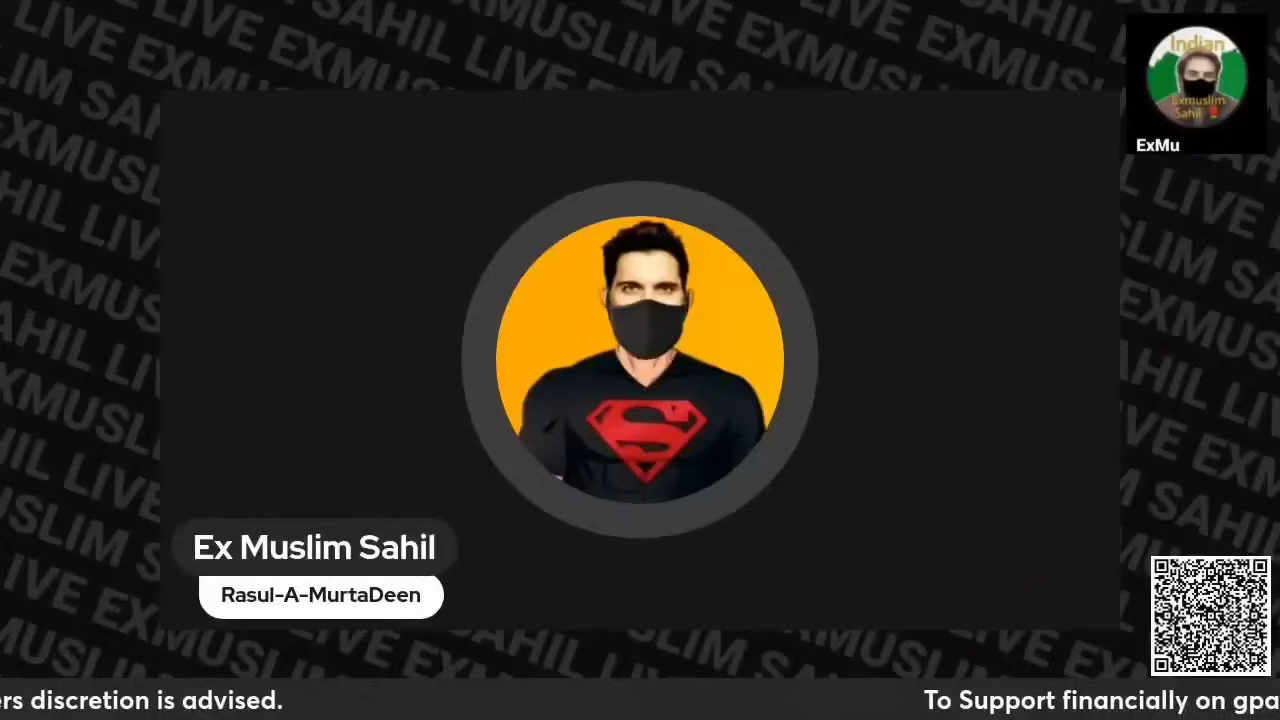 Indian
Exmuslim
Sahil
ExMu
Ex Muslim Sahil
Rasul-A-MurtaDeen
ers discretion is advised.
To Support financially on gpa